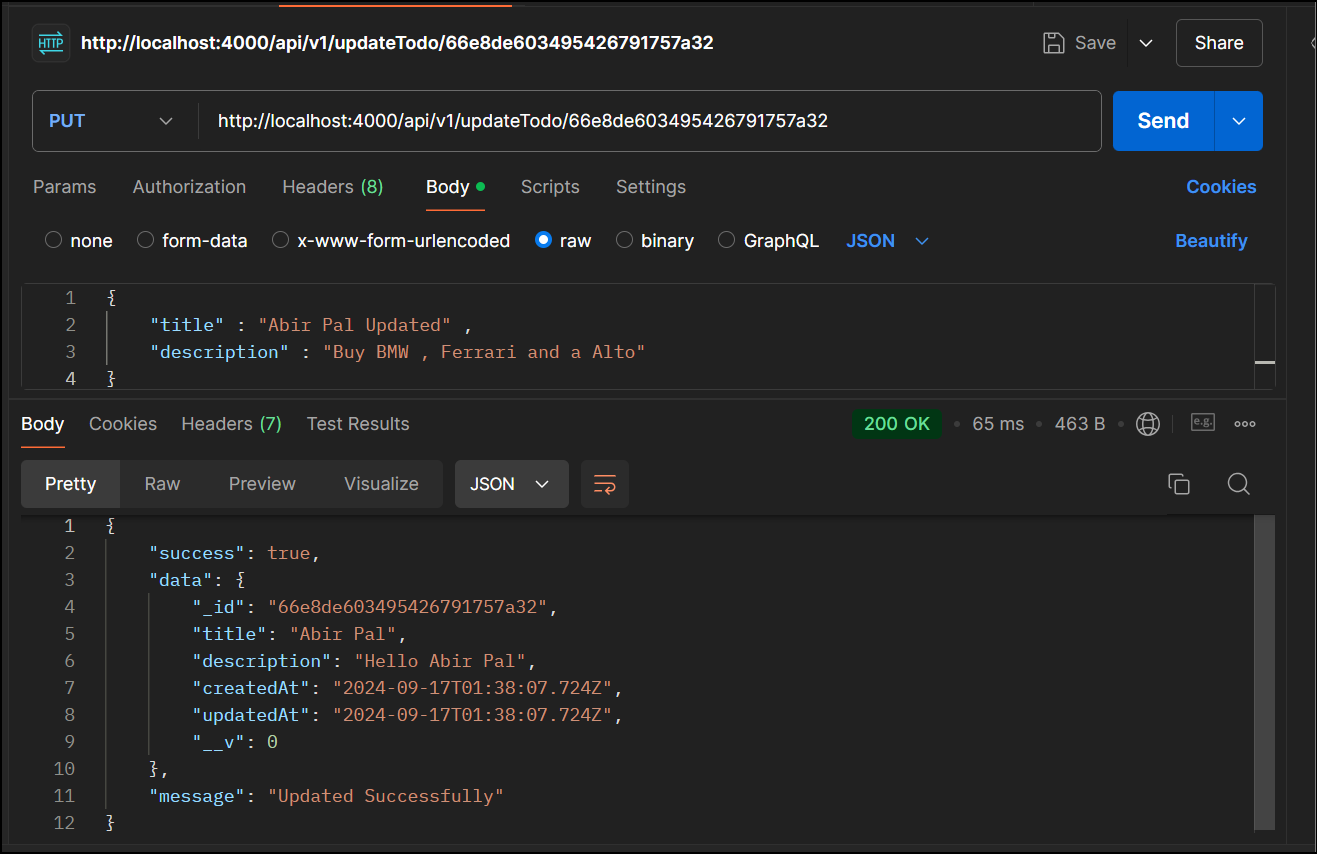 HTTP http://localhost:4000/api/v1/updateTodo/66e8de603495426791757a32 Save Share
PUT http://localhost:4000/api/v1/updateTodo/66e8de603495426791757a32 Send
Params Authorization Headers (8) Body Scripts Settings Cookies
none form-data x-www-form-urlencoded raw binary GraphQL JSON Beautify
1 {
2 "title" : "Abir Pal Updated" ,
3 "description" : "Buy BMW , Ferrari and a Alto"
4 }
Body Cookies Headers (7) Test Results 200 OK 65 ms 463 B e.g.
Pretty Raw Preview Visualize JSON
1 {
2 "success": true,
3 "data": {
4 "_id": "66e8de603495426791757a32",
5 "title": "Abir Pal",
6 "description": "Hello Abir Pal",
7 "createdAt": "2024-09-17T01:38:07.724Z",
8 "updatedAt": "2024-09-17T01:38:07.724Z",
9 "__v": 0
10 },
11 "message": "Updated Successfully"
12 }